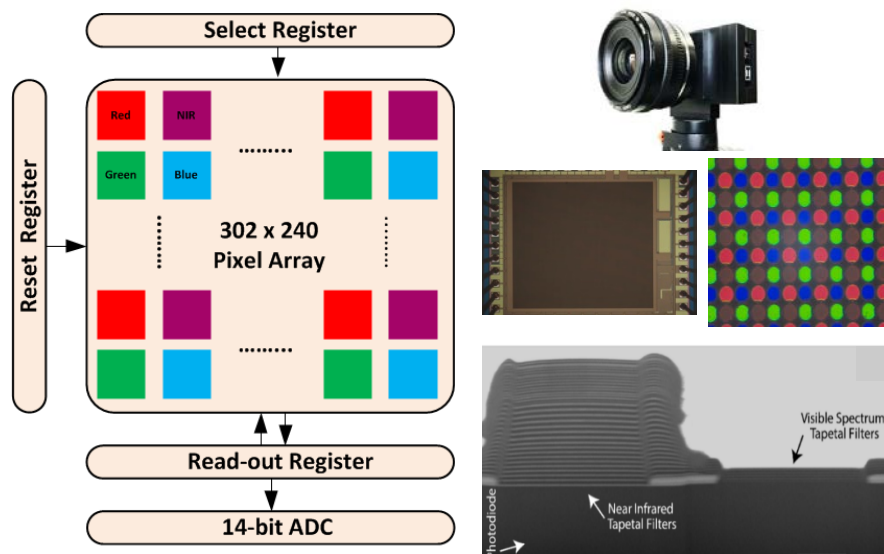 Select Register
Reset Register
Red
NIR
Green
Blue
302 x 240
Pixel Array
Read-out Register
14-bit ADC
Visible Spectrum
Tapetal Filters
Near Infrared
Tapetal Filters
Photodiode